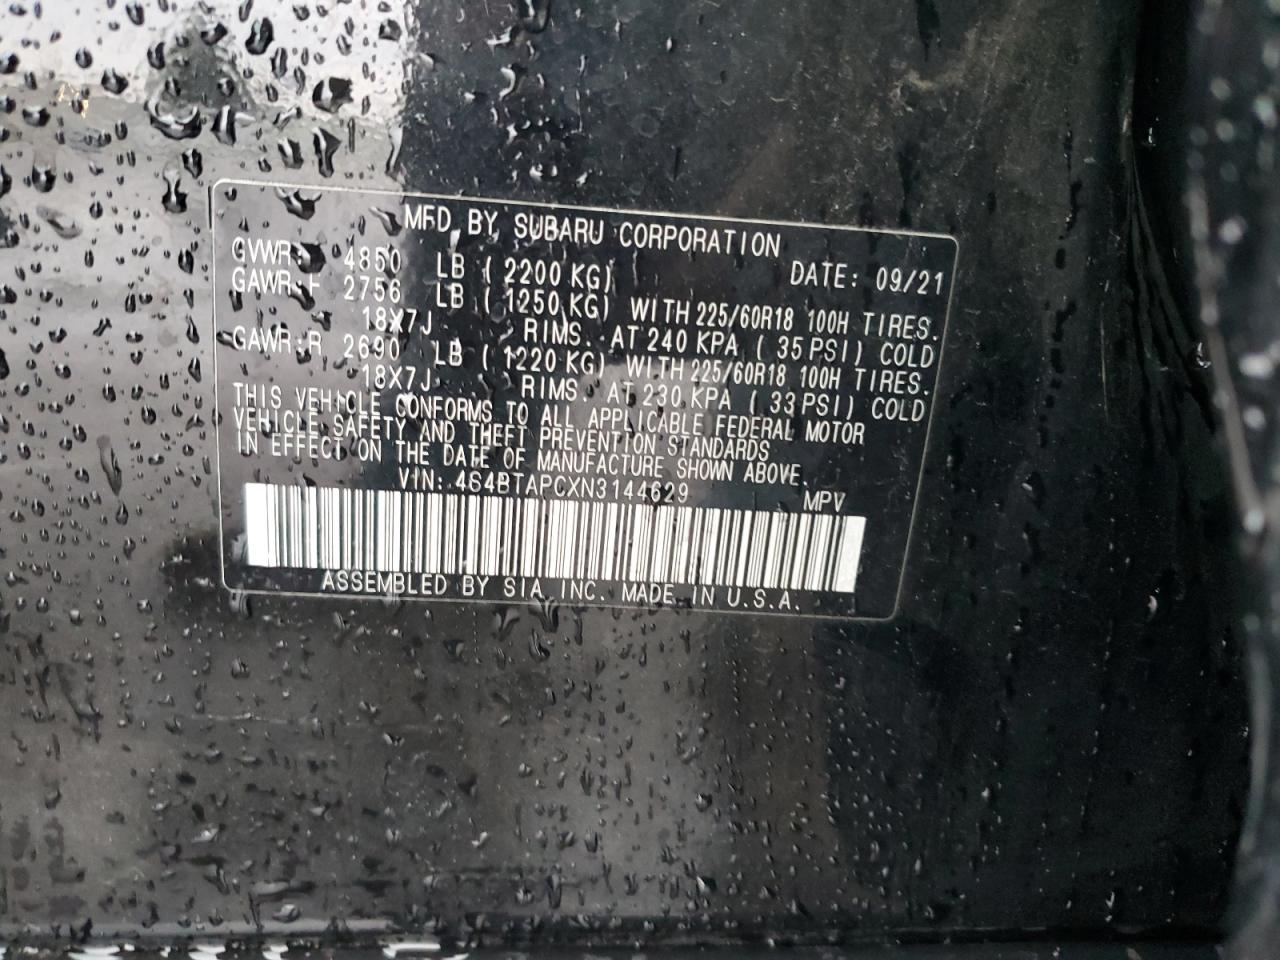 MFD. BY SUBARU CORPORATION
GVWR: 4850 LB ( 2200 KG) DATE: 09/21
GAWR:F 2756 LB ( 1250 KG) WITH 225/60R18 100H TIRES.
18X7J RIMS. AT 240 KPA ( 35 PSI) COLD
GAWR:R 2690 LB ( 1220 KG) WITH 225/60R18 100H TIRES.
18X7J RIMS. AT 230 KPA ( 33 PSI) COLD
THIS VEHICLE CONFORMS TO ALL APPLICABLE FEDERAL MOTOR
VEHICLE SAFETY AND THEFT PREVENTION STANDARDS
IN EFFECT ON THE DATE OF MANUFACTURE SHOWN ABOVE.
VIN: 4S4BTAPCXN3144629 MPV
ASSEMBLED BY SIA, INC. MADE IN U.S.A.